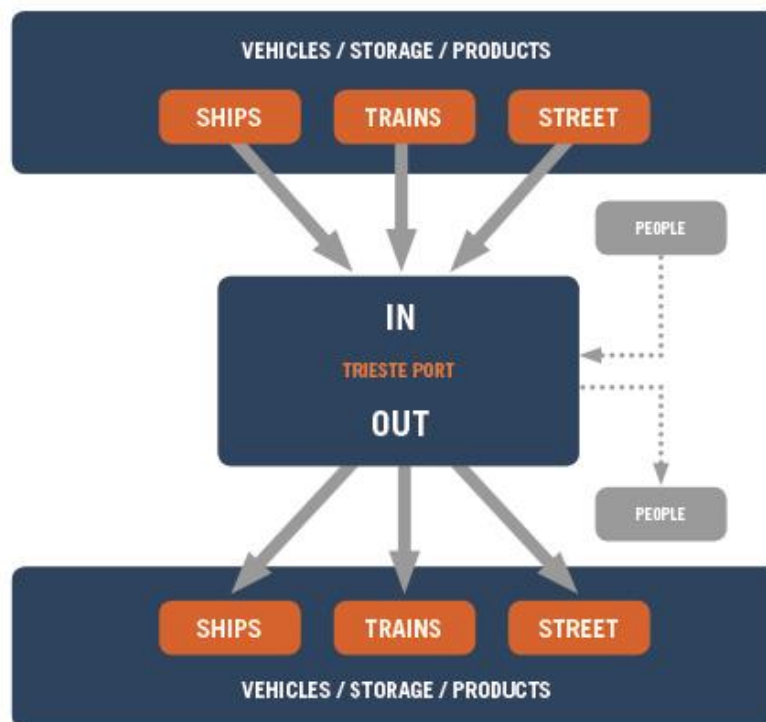 VEHICLES / STORAGE / PRODUCTS
SHIPS
TRAINS
STREET
PEOPLE
IN
TRIESTE PORT
OUT
PEOPLE
SHIPS
TRAINS
STREET
VEHICLES / STORAGE / PRODUCTS